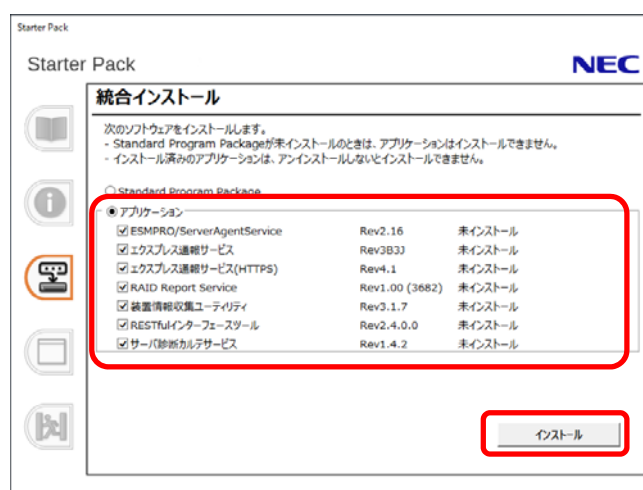 Starter Pack
Starter Pack
NEC
統合インストール
次のソフトウェアをインストールします。
- Standard Program Packageが未インストールのときは、アプリケーションはインストールできません。
- インストール済みのアプリケーションは、アンインストールしないとインストールできません。
Standard Program Package
アプリケーション
ESMPRO/ServerAgentService Rev2.16 未インストール
エクスプレス通報サービス Rev3B3J 未インストール
エクスプレス通報サービス(HTTPS) Rev4.1 未インストール
RAID Report Service Rev1.00 (3682) 未インストール
装置情報収集ユーティリティ Rev3.1.7 未インストール
RESTfulインターフェースツール Rev2.4.0.0 未インストール
サーバ診断カルテサービス Rev1.4.2 未インストール
インストール